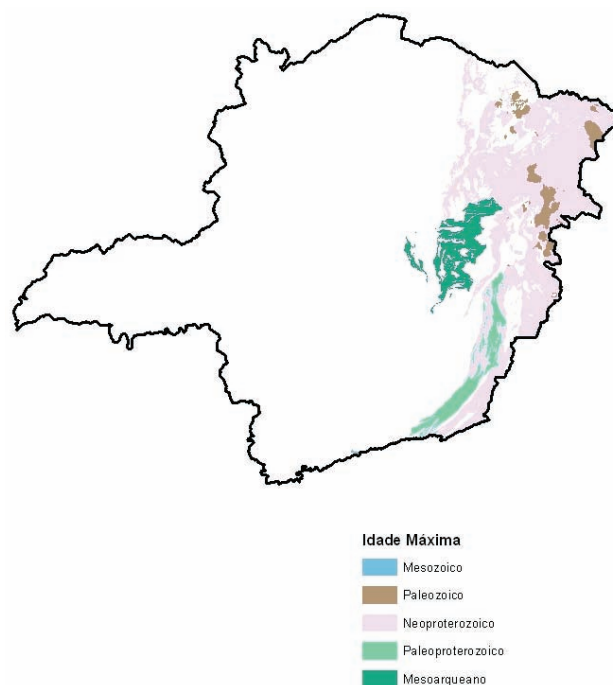 Idade Máxima
Mesozoico
Paleozoico
Neoproterozoico
Paleoproterozoico
Mesoarqueano